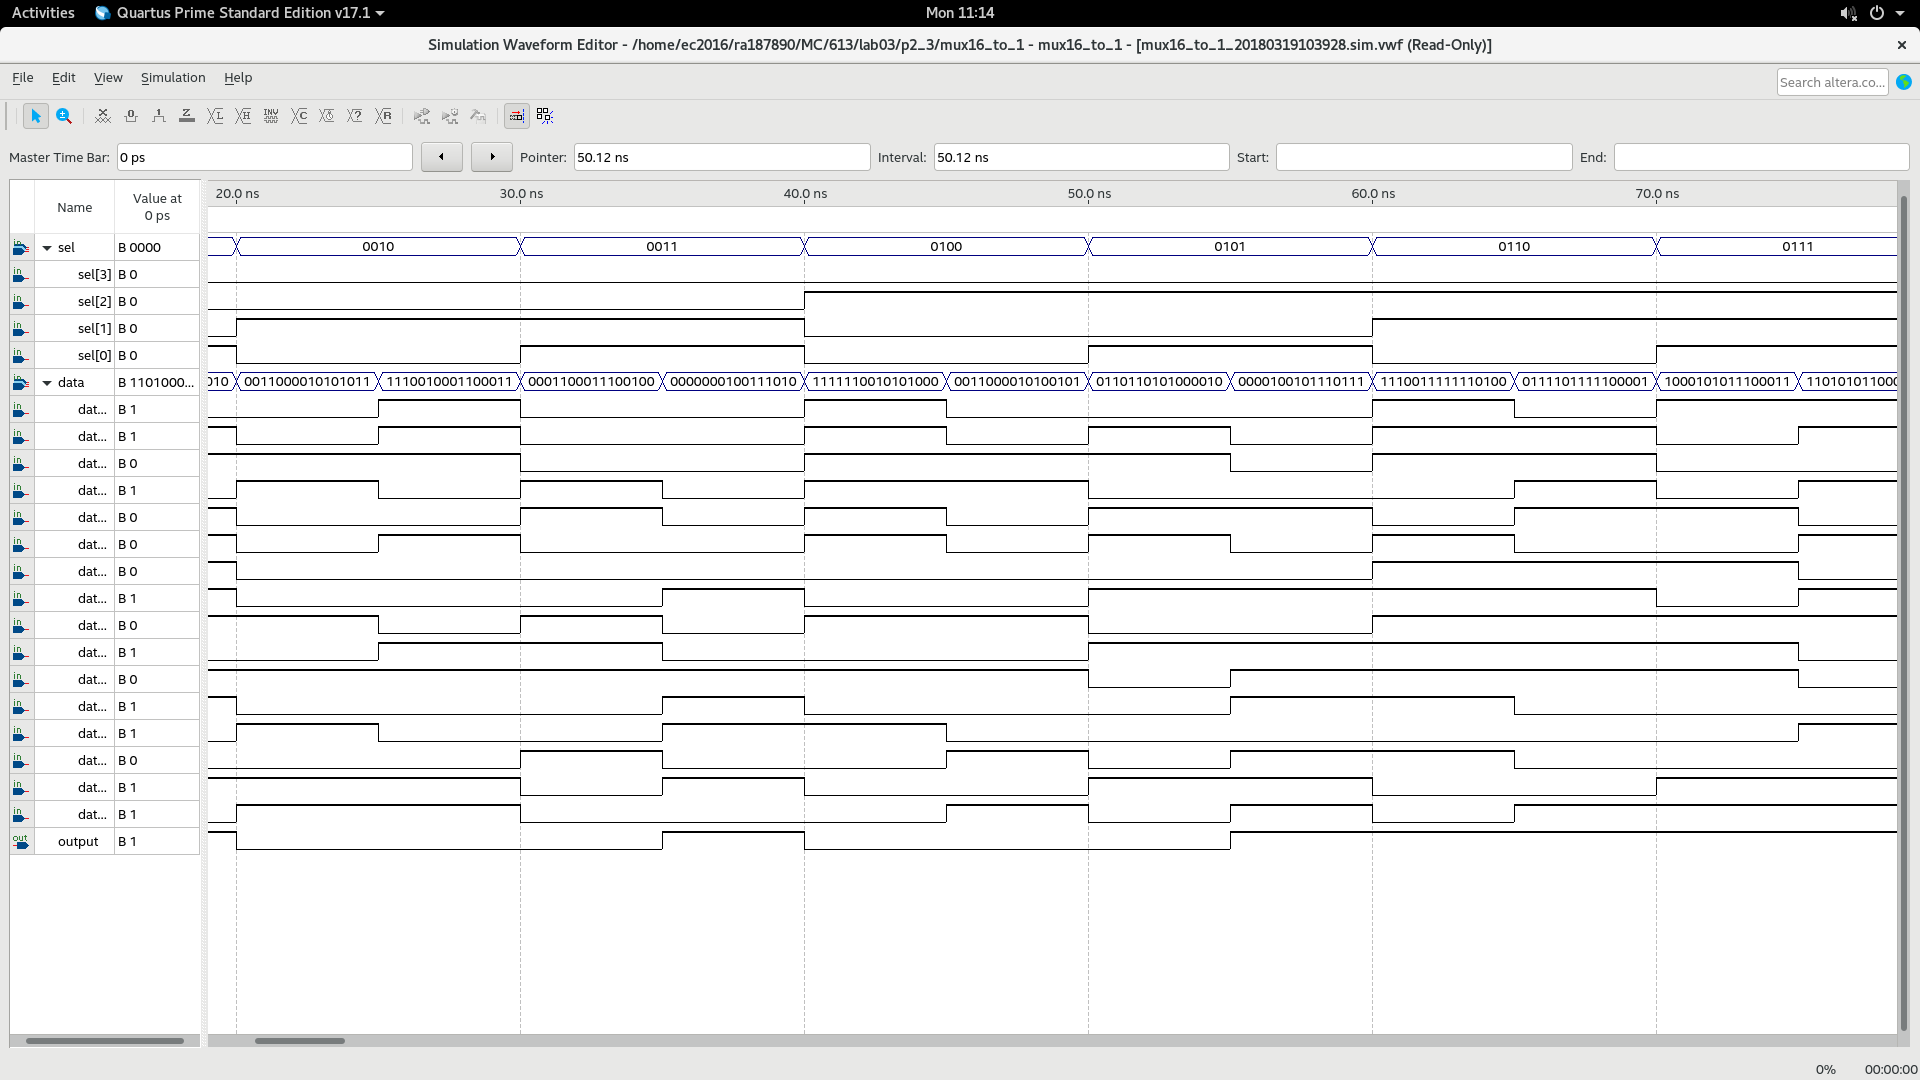 Activities Quartus Prime Standard Edition v17.1 Mon 11:14
Simulation Waveform Editor - /home/ec2016/ra187890/MC/613/lab03/p2_3/mux16_to_1 - mux16_to_1 - [mux16_to_1_20180319103928.sim.vwf (Read-Only)]
File Edit View Simulation Help Search altera.co...
Master Time Bar: 0 ps Pointer: 50.12 ns Interval: 50.12 ns Start: End:
Name Value at 0 ps 20.0 ns 30.0 ns 40.0 ns 50.0 ns 60.0 ns 70.0 ns
sel B 0000 0010 0011 0100 0101 0110 0111
sel[3] B 0
sel[2] B 0
sel[1] B 0
sel[0] B 0
data B 1101000... 010 0011000010101011 1110010001100011 0001100011100100 0000000100111010 1111110010101000 0011000010100101 0110110101000010 0000100101110111 1110011111110100 0111101111100001 1000101011100011 110101011000
dat... B 1
dat... B 1
dat... B 0
dat... B 1
dat... B 0
dat... B 0
dat... B 0
dat... B 1
dat... B 0
dat... B 1
dat... B 0
dat... B 1
dat... B 1
dat... B 0
dat... B 1
dat... B 1
output B 1
0% 00:00:00